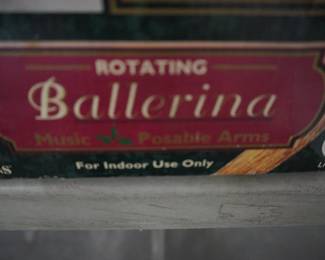 ROTATING
Ballerina
Music Posable Arms
For Indoor Use Only